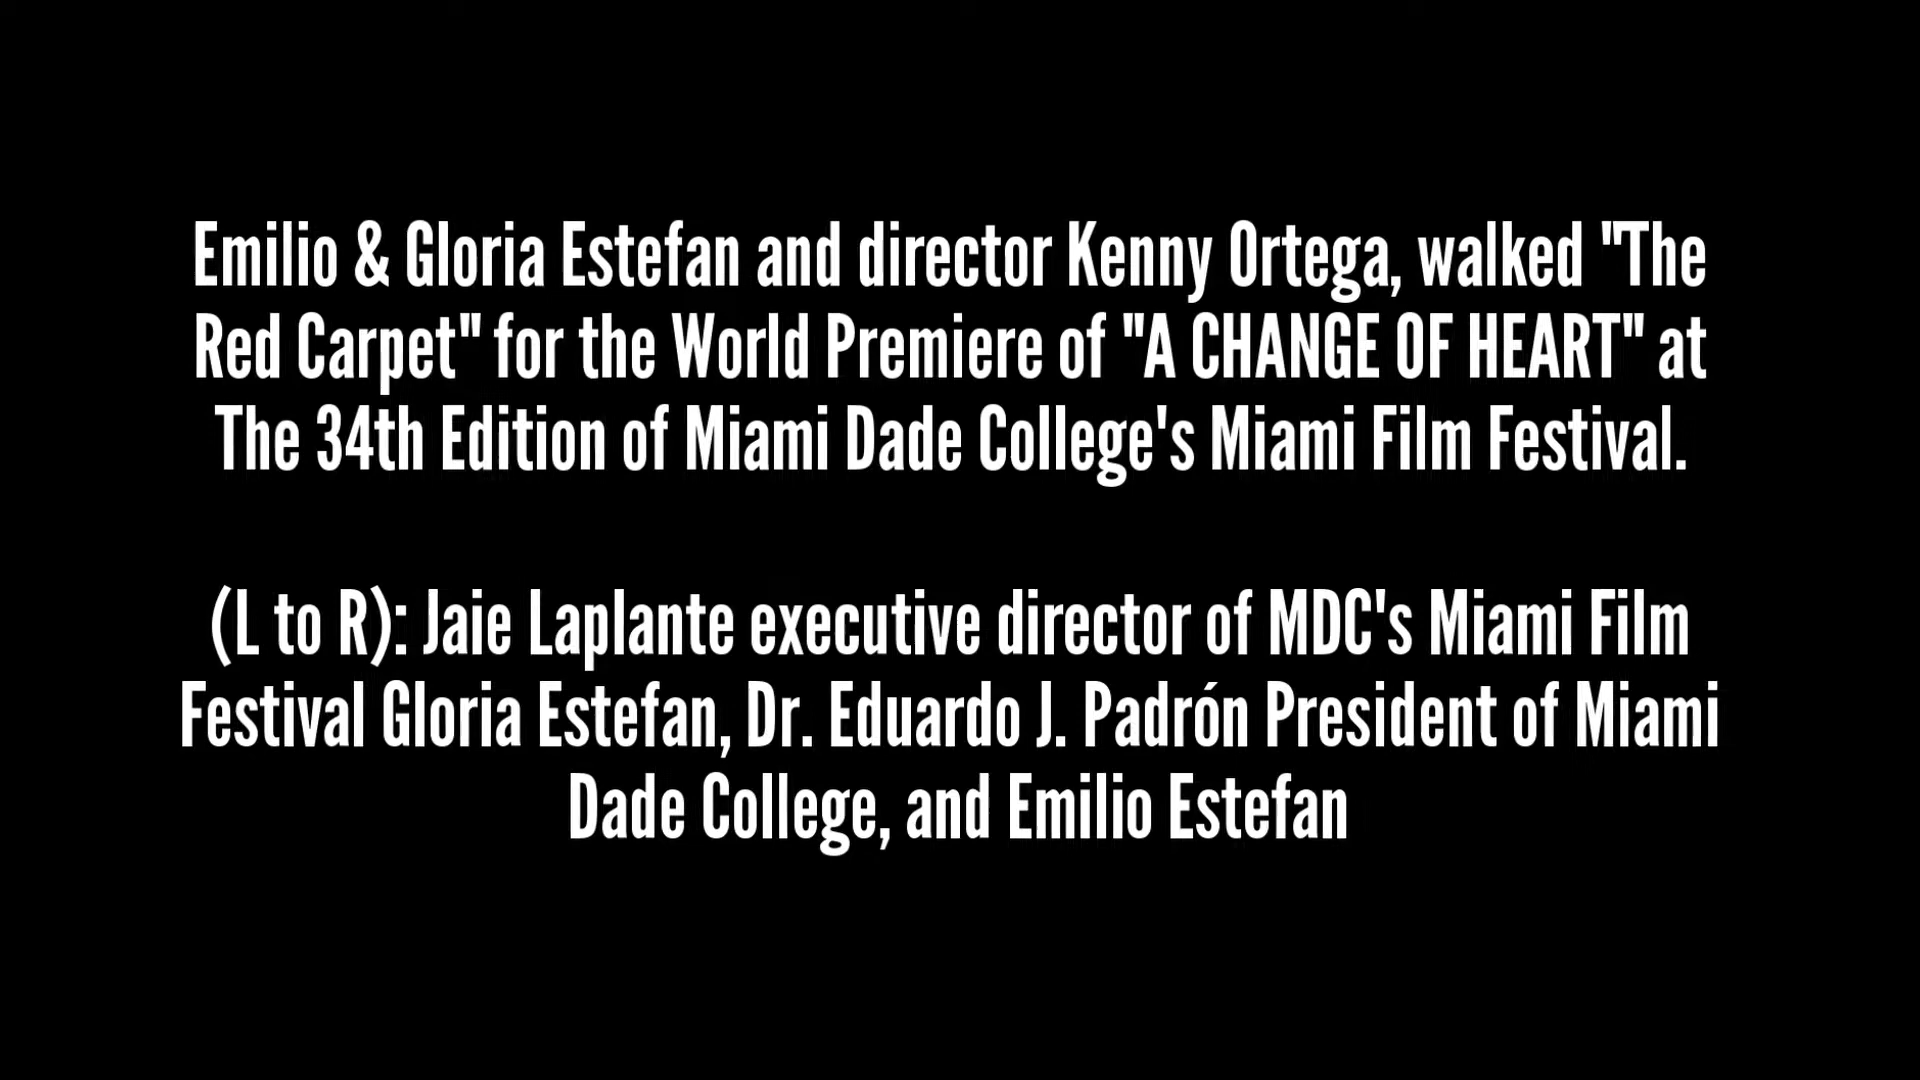 Emilio & Gloria Estefan and director Kenny Ortega, walked "The
Red Carpet" for the World Premiere of "A CHANGE OF HEART" at
The 34th Edition of Miami Dade College's Miami Film Festival.
(L to R): Jaie Laplante executive director of MDC's Miami Film
Festival Gloria Estefan, Dr. Eduardo J. Padrón President of Miami
Dade College, and Emilio Estefan